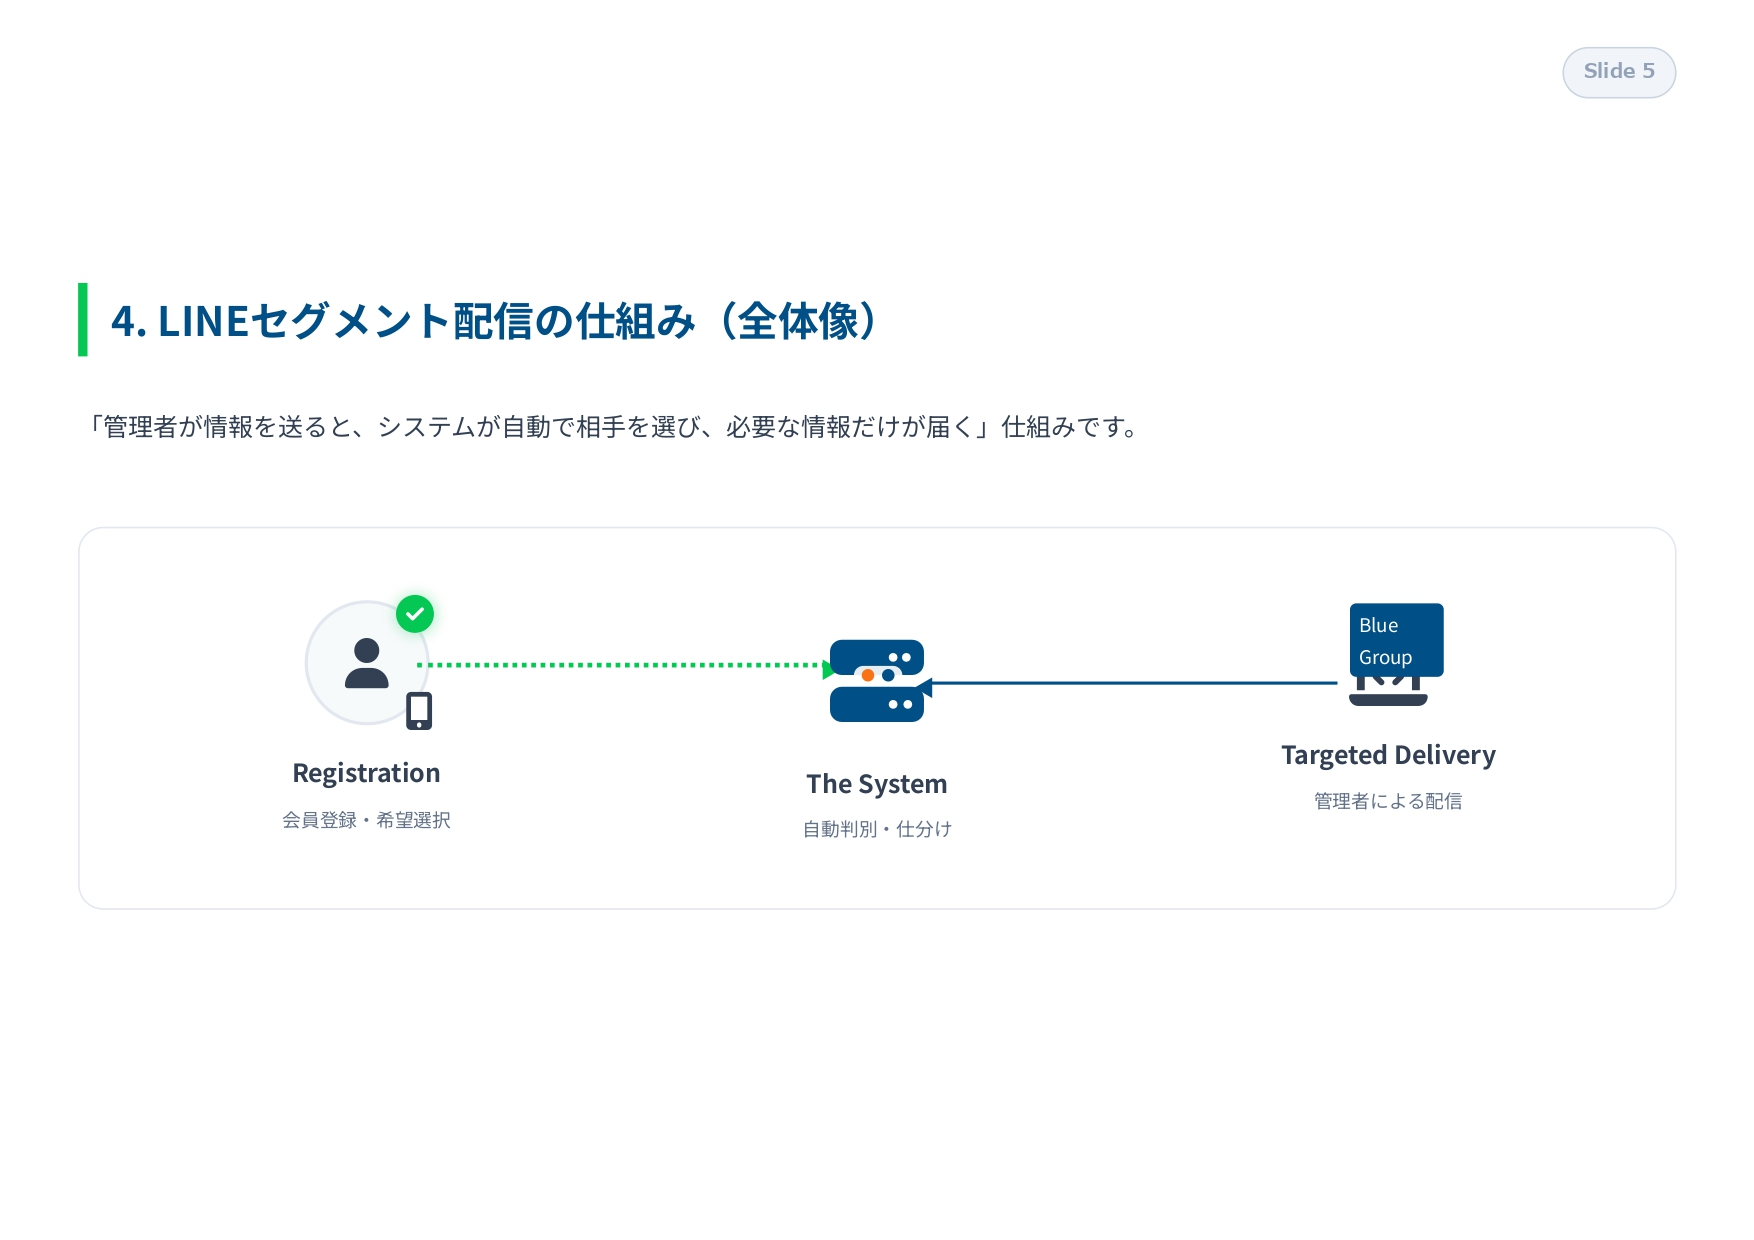 Slide 5
4. LINEセグメント配信の仕組み（全体像）
「管理者が情報を送ると、システムが自動で相手を選び、必要な情報だけが届く」仕組みです。
Blue
Group
Registration
会員登録・希望選択
The System
自動判別・仕分け
Targeted Delivery
管理者による配信